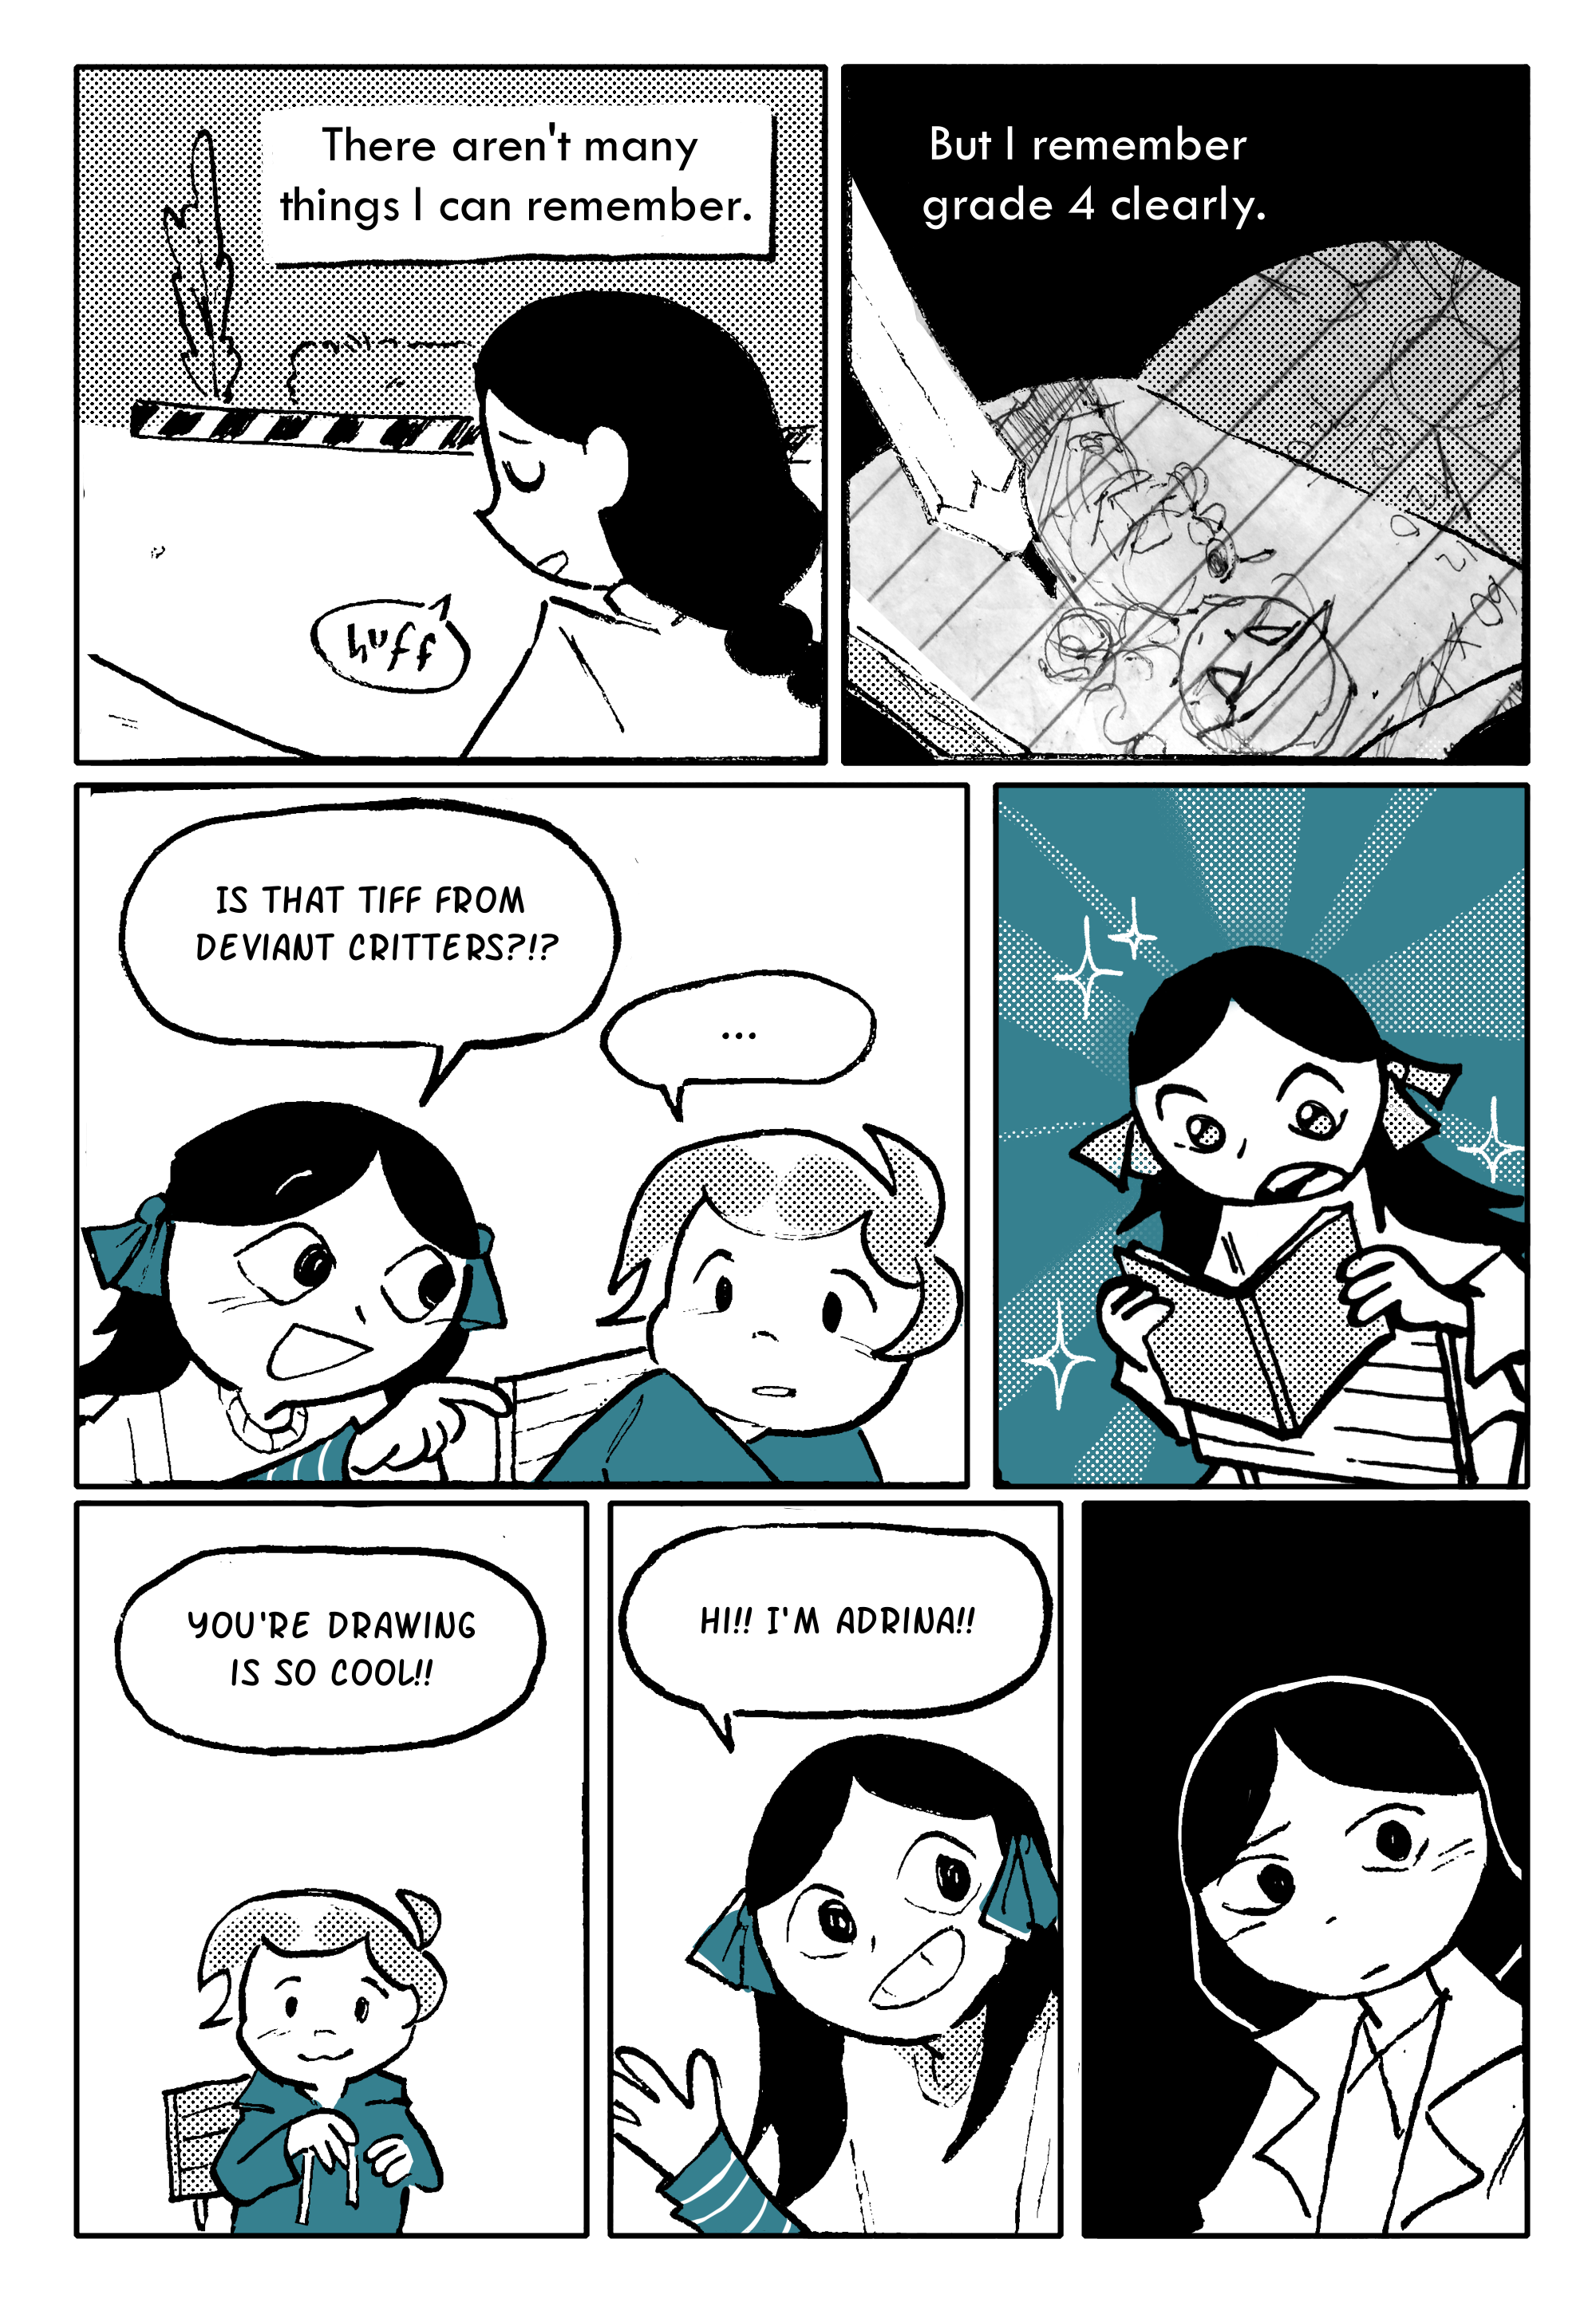 There aren't many
things I can remember.
huff
But I remember
grade 4 clearly.
IS THAT TIFF FROM
DEVIANT CRITTERS?!?
...
YOU'RE DRAWING
IS SO COOL!!
HI!! I'M ADRINA!!